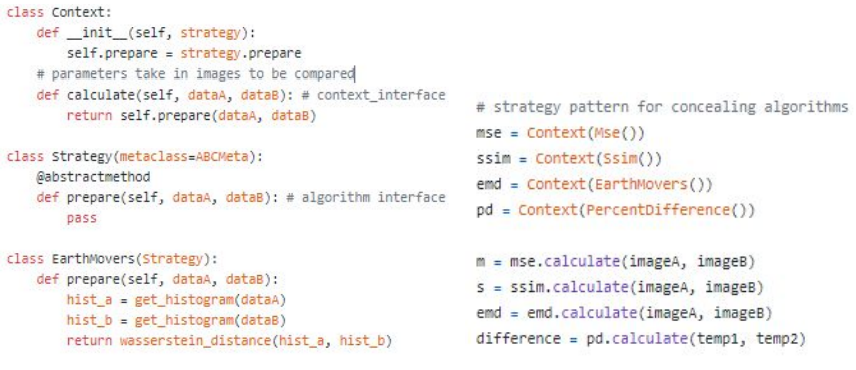 class Context:
    def __init__(self, strategy):
        self.prepare = strategy.prepare
    # parameters take in images to be compared
    def calculate(self, dataA, dataB): # context_interface
        return self.prepare(dataA, dataB)

class Strategy(metaclass=ABCMeta):
    @abstractmethod
    def prepare(self, dataA, dataB): # algorithm interface
        pass

class EarthMovers(Strategy):
    def prepare(self, dataA, dataB):
        hist_a = get_histogram(dataA)
        hist_b = get_histogram(dataB)
        return wasserstein_distance(hist_a, hist_b)

# strategy pattern for concealing algorithms
mse = Context(Mse())
ssim = Context(Ssim())
emd = Context(EarthMovers())
pd = Context(PercentDifference())

m = mse.calculate(imageA, imageB)
s = ssim.calculate(imageA, imageB)
emd = emd.calculate(imageA, imageB)
difference = pd.calculate(temp1, temp2)